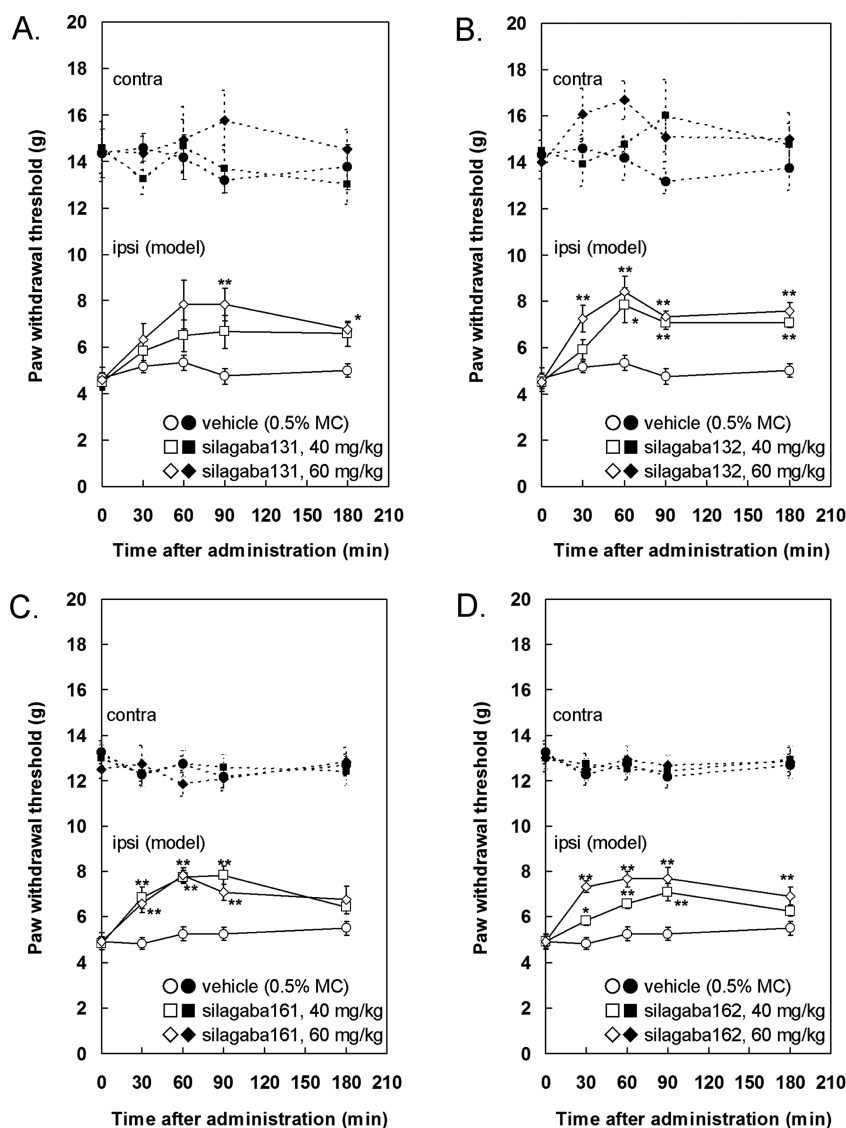 A.
20
18
16
14
12
10
8
6
4
2
0
Paw withdrawal threshold (g)
contra
ipsi (model)
**
*
vehicle (0.5% MC)
silagaba131, 40 mg/kg
silagaba131, 60 mg/kg
0 30 60 90 120 150 180 210
Time after administration (min)
B.
20
18
16
14
12
10
8
6
4
2
0
Paw withdrawal threshold (g)
contra
ipsi (model)
**
** ** **
* ** **
vehicle (0.5% MC)
silagaba132, 40 mg/kg
silagaba132, 60 mg/kg
0 30 60 90 120 150 180 210
Time after administration (min)
C.
20
18
16
14
12
10
8
6
4
2
0
Paw withdrawal threshold (g)
contra
ipsi (model)
** ** **
** ** **
vehicle (0.5% MC)
silagaba161, 40 mg/kg
silagaba161, 60 mg/kg
0 30 60 90 120 150 180 210
Time after administration (min)
D.
20
18
16
14
12
10
8
6
4
2
0
Paw withdrawal threshold (g)
contra
ipsi (model)
** ** ** **
* ** **
vehicle (0.5% MC)
silagaba162, 40 mg/kg
silagaba162, 60 mg/kg
0 30 60 90 120 150 180 210
Time after administration (min)